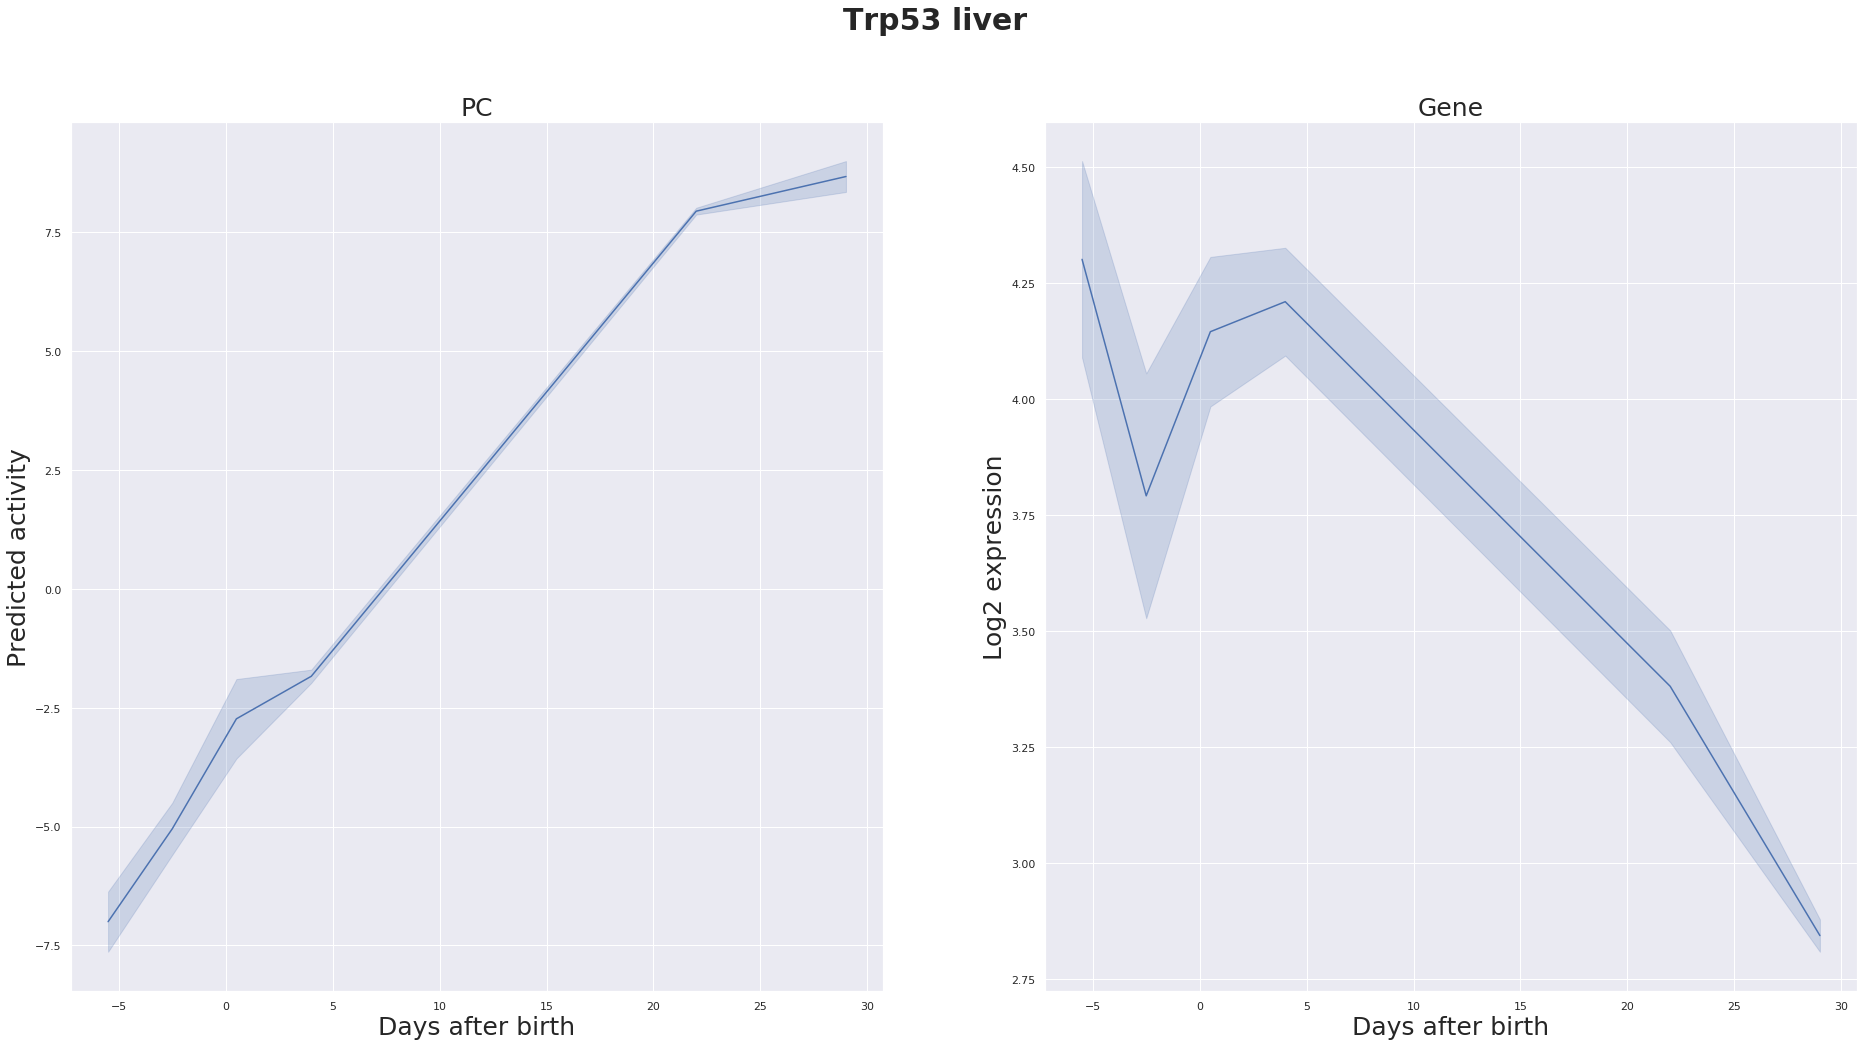 Trp53 liver
PC
Predicted activity
7.5
5.0
2.5
0.0
−2.5
−5.0
−7.5
−5 0 5 10 15 20 25 30
Days after birth
Gene
Log2 expression
4.50
4.25
4.00
3.75
3.50
3.25
3.00
2.75
−5 0 5 10 15 20 25 30
Days after birth